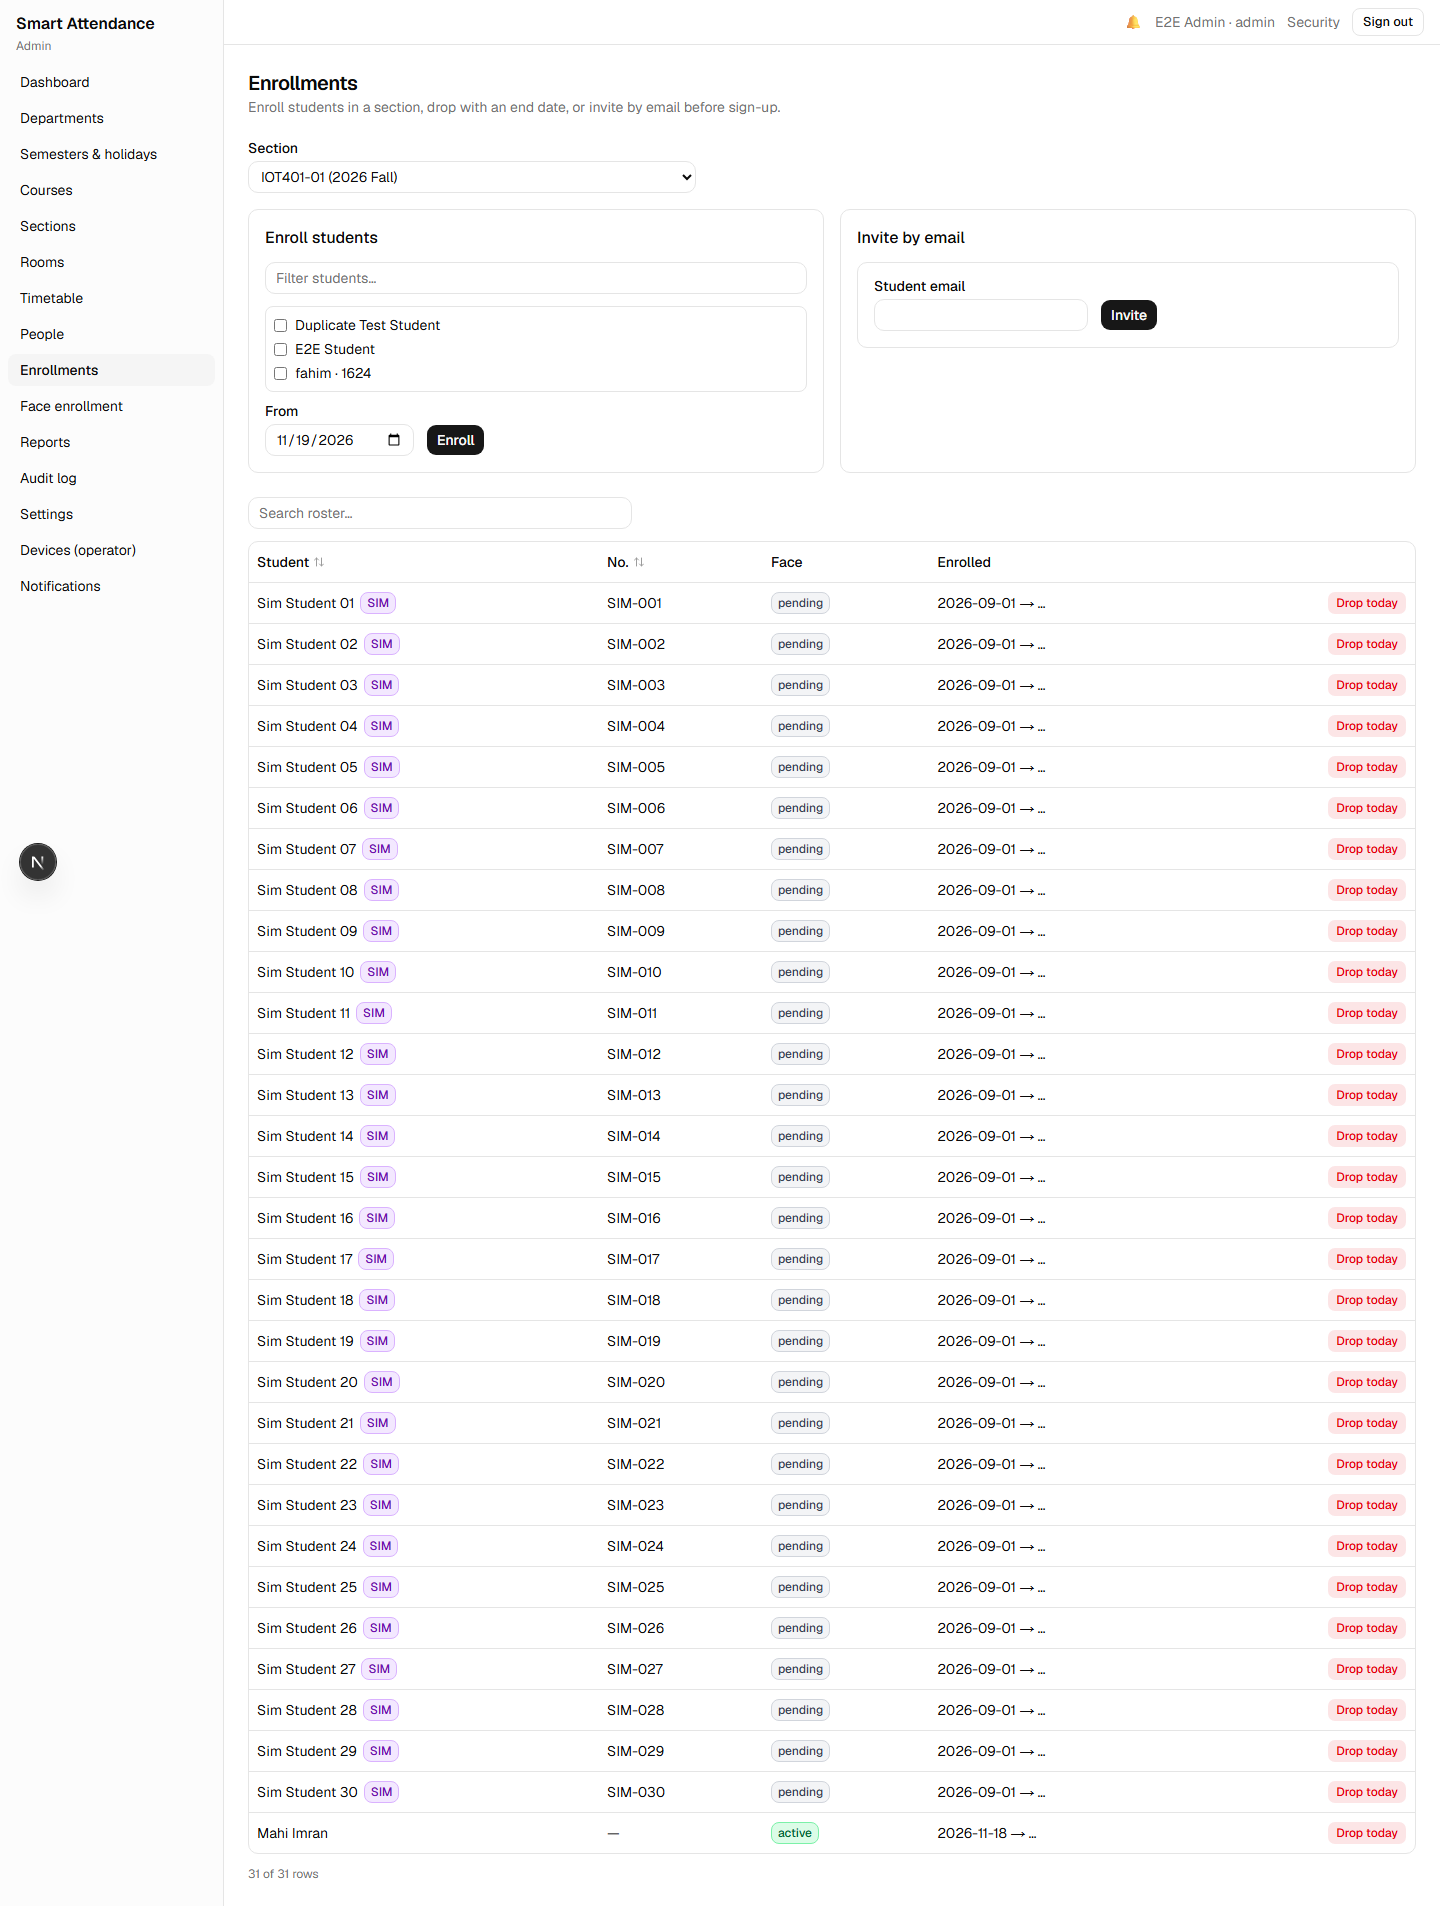 Smart Attendance
Admin
Dashboard
Departments
Semesters & holidays
Courses
Sections
Rooms
Timetable
People
Enrollments
Face enrollment
Reports
Audit log
Settings
Devices (operator)
Notifications
N
E2E Admin · admin Security Sign out
Enrollments
Enroll students in a section, drop with an end date, or invite by email before sign-up.
Section
IOT401-01 (2026 Fall)
Enroll students
Filter students…
Duplicate Test Student
E2E Student
fahim · 1624
From
11/19/2026 Enroll
Invite by email
Student email
Invite
Search roster…
Student ↑↓ No. ↑↓ Face Enrolled
Sim Student 01 SIM SIM-001 pending 2026-09-01 → … Drop today
Sim Student 02 SIM SIM-002 pending 2026-09-01 → … Drop today
Sim Student 03 SIM SIM-003 pending 2026-09-01 → … Drop today
Sim Student 04 SIM SIM-004 pending 2026-09-01 → … Drop today
Sim Student 05 SIM SIM-005 pending 2026-09-01 → … Drop today
Sim Student 06 SIM SIM-006 pending 2026-09-01 → … Drop today
Sim Student 07 SIM SIM-007 pending 2026-09-01 → … Drop today
Sim Student 08 SIM SIM-008 pending 2026-09-01 → … Drop today
Sim Student 09 SIM SIM-009 pending 2026-09-01 → … Drop today
Sim Student 10 SIM SIM-010 pending 2026-09-01 → … Drop today
Sim Student 11 SIM SIM-011 pending 2026-09-01 → … Drop today
Sim Student 12 SIM SIM-012 pending 2026-09-01 → … Drop today
Sim Student 13 SIM SIM-013 pending 2026-09-01 → … Drop today
Sim Student 14 SIM SIM-014 pending 2026-09-01 → … Drop today
Sim Student 15 SIM SIM-015 pending 2026-09-01 → … Drop today
Sim Student 16 SIM SIM-016 pending 2026-09-01 → … Drop today
Sim Student 17 SIM SIM-017 pending 2026-09-01 → … Drop today
Sim Student 18 SIM SIM-018 pending 2026-09-01 → … Drop today
Sim Student 19 SIM SIM-019 pending 2026-09-01 → … Drop today
Sim Student 20 SIM SIM-020 pending 2026-09-01 → … Drop today
Sim Student 21 SIM SIM-021 pending 2026-09-01 → … Drop today
Sim Student 22 SIM SIM-022 pending 2026-09-01 → … Drop today
Sim Student 23 SIM SIM-023 pending 2026-09-01 → … Drop today
Sim Student 24 SIM SIM-024 pending 2026-09-01 → … Drop today
Sim Student 25 SIM SIM-025 pending 2026-09-01 → … Drop today
Sim Student 26 SIM SIM-026 pending 2026-09-01 → … Drop today
Sim Student 27 SIM SIM-027 pending 2026-09-01 → … Drop today
Sim Student 28 SIM SIM-028 pending 2026-09-01 → … Drop today
Sim Student 29 SIM SIM-029 pending 2026-09-01 → … Drop today
Sim Student 30 SIM SIM-030 pending 2026-09-01 → … Drop today
Mahi Imran — active 2026-11-18 → … Drop today
31 of 31 rows